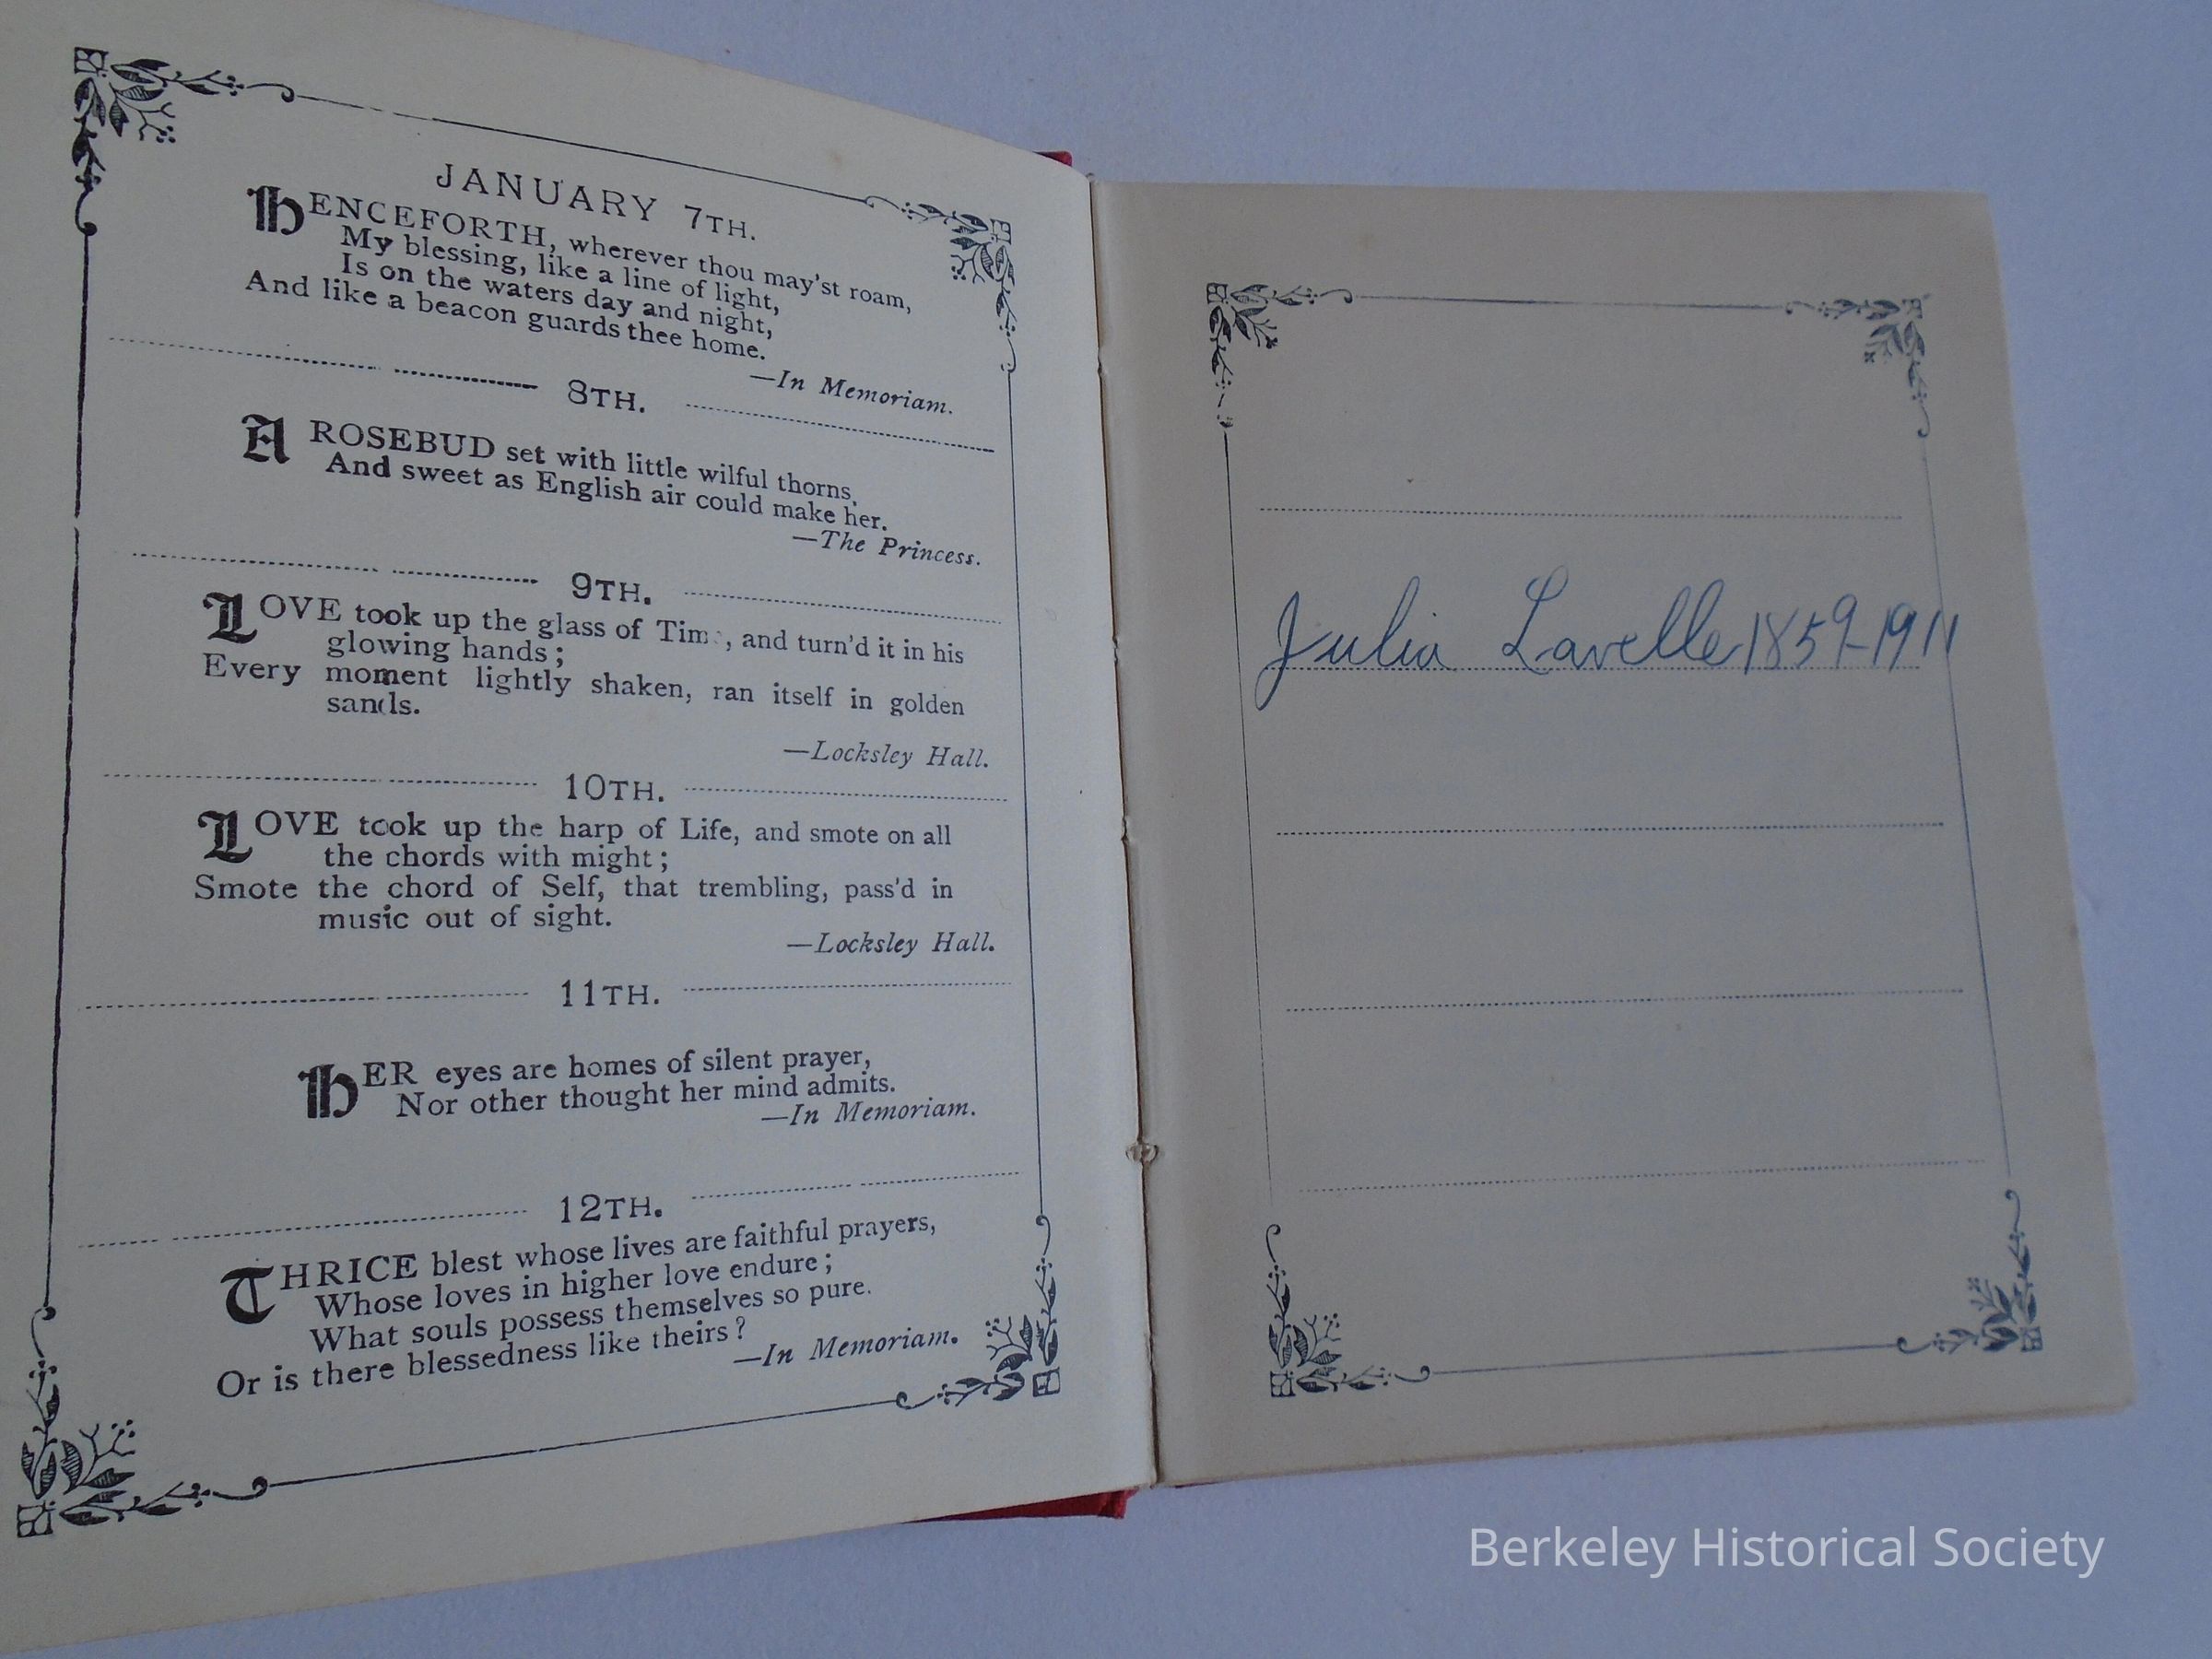 JANUARY 7TH.
HENCEFORTH, wherever thou may'st roam,
My blessing, like a line of light,
Is on the waters day and night,
And like a beacon guards thee home.
—In Memoriam.
8TH.
A ROSEBUD set with little wilful thorns,
And sweet as English air could make her.
—The Princess.
9TH.
LOVE took up the glass of Time, and turn'd it in his
glowing hands;
Every moment lightly shaken, ran itself in golden
sands.
—Locksley Hall.
10TH.
LOVE took up the harp of Life, and smote on all
the chords with might;
Smote the chord of Self, that trembling, pass'd in
music out of sight.
—Locksley Hall.
11TH.
HER eyes are homes of silent prayer,
Nor other thought her mind admits.
—In Memoriam.
12TH.
THRICE blest whose lives are faithful prayers,
Whose loves in higher love endure;
What souls possess themselves so pure.
Or is there blessedness like theirs?
—In Memoriam.
Julia Lavelle 1859-1911
Berkeley Historical Society